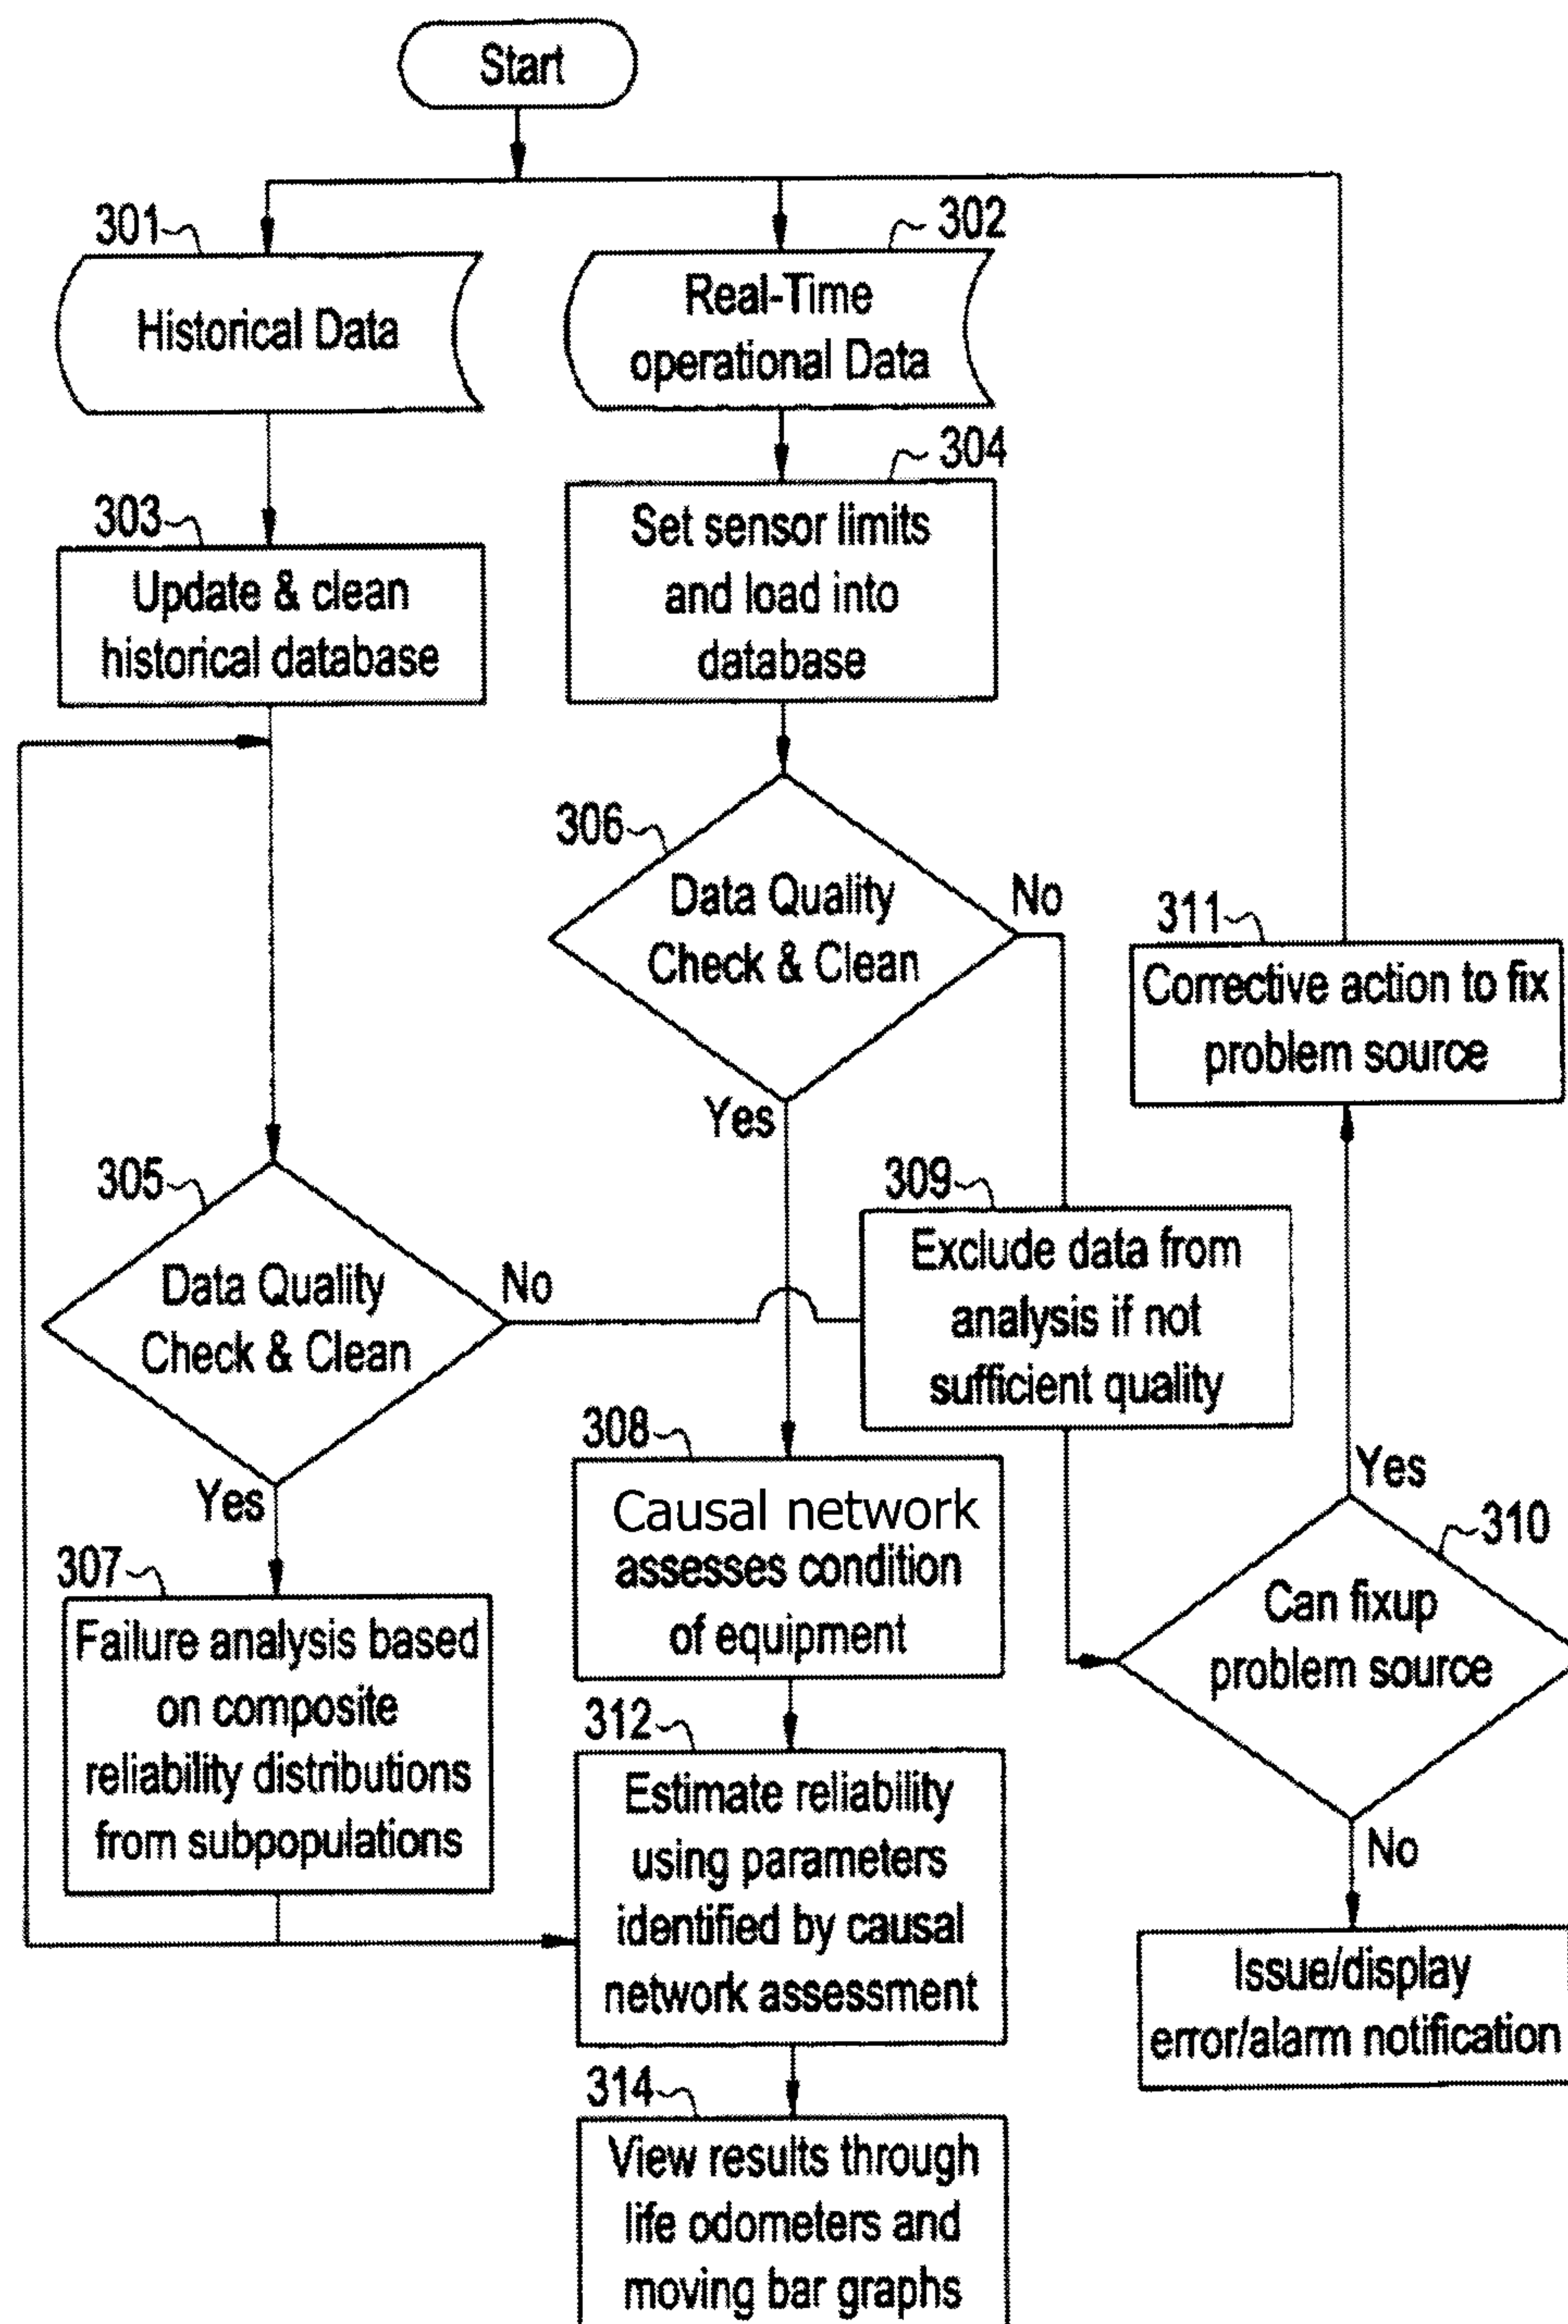 Start
301
Historical Data
302
Real-Time
operational Data
303
Update & clean
historical database
304
Set sensor limits
and load into
database
306
Data Quality
Check & Clean
No
Yes
311
Corrective action to fix
problem source
305
Data Quality
Check & Clean
No
Yes
309
Exclude data from
analysis if not
sufficient quality
308
Causal network
assesses condition
of equipment
Yes
310
Can fixup
problem source
No
307
Failure analysis based
on composite
reliability distributions
from subpopulations
312
Estimate reliability
using parameters
identified by causal
network assessment
Issue/display
error/alarm notification
314
View results through
life odometers and
moving bar graphs